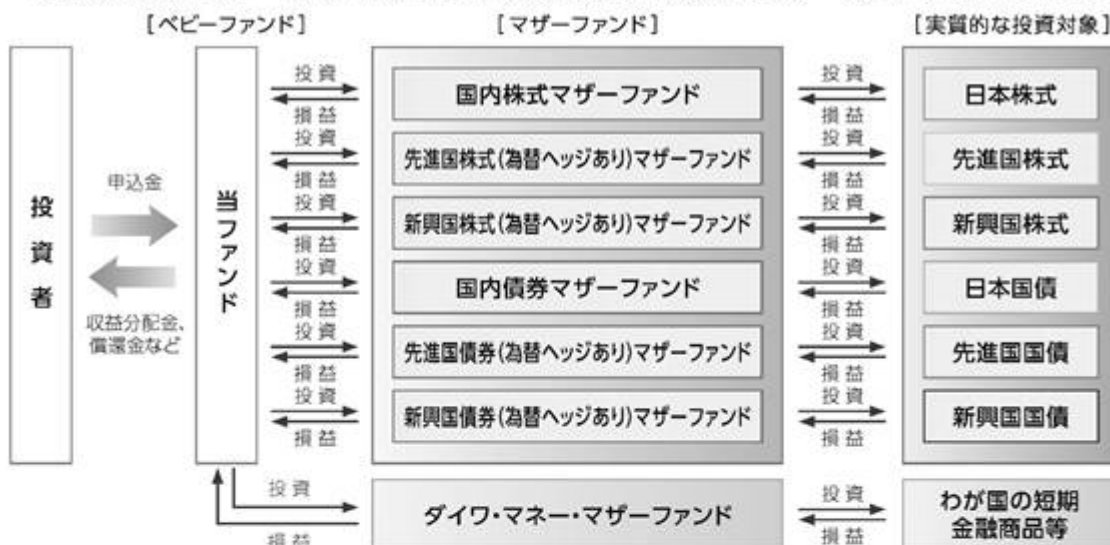 [ベビーファンド]
[マザーファンド]
[実質的な投資対象]
投資者
申込金
収益分配金、
償還金など
当ファンド
投資
損益
国内株式マザーファンド
投資
損益
日本株式
投資
損益
先進国株式(為替ヘッジあり)マザーファンド
投資
損益
先進国株式
投資
損益
新興国株式(為替ヘッジあり)マザーファンド
投資
損益
新興国株式
投資
損益
国内債券マザーファンド
投資
損益
日本国債
投資
損益
先進国債券(為替ヘッジあり)マザーファンド
投資
損益
先進国国債
投資
損益
新興国債券(為替ヘッジあり)マザーファンド
投資
損益
新興国国債
投資
損益
ダイワ・マネー・マザーファンド
投資
損益
わが国の短期
金融商品等